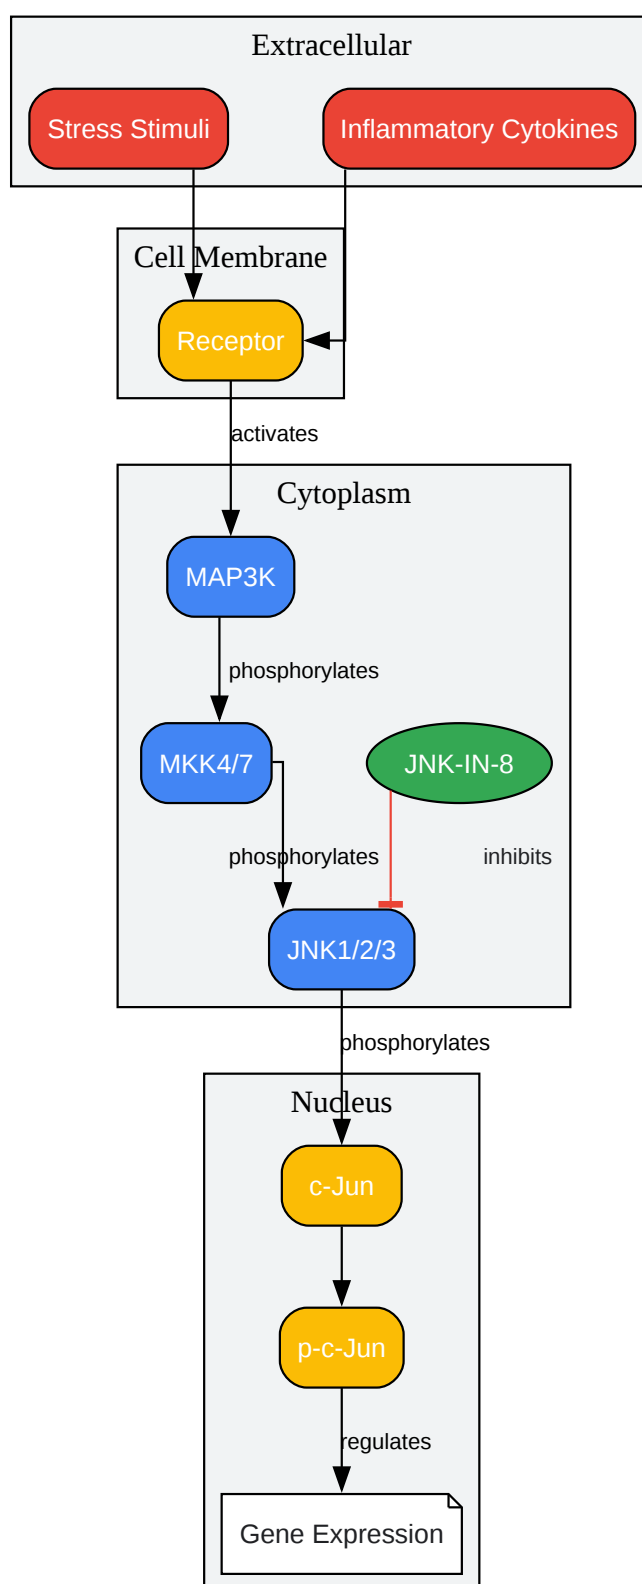 Extracellular
Stress Stimuli
Inflammatory Cytokines
Cell Membrane
Receptor
activates
Cytoplasm
MAP3K
phosphorylates
MKK4/7
JNK-IN-8
phosphorylates
inhibits
JNK1/2/3
phosphorylates
Nucleus
c-Jun
p-c-Jun
regulates
Gene Expression